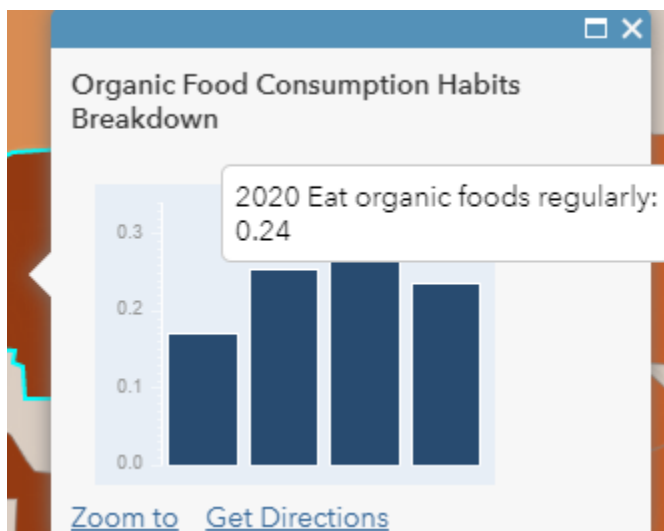 Organic Food Consumption Habits
Breakdown
2020 Eat organic foods regularly:
0.24
0.3
0.2
0.1
0.0
Zoom to Get Directions